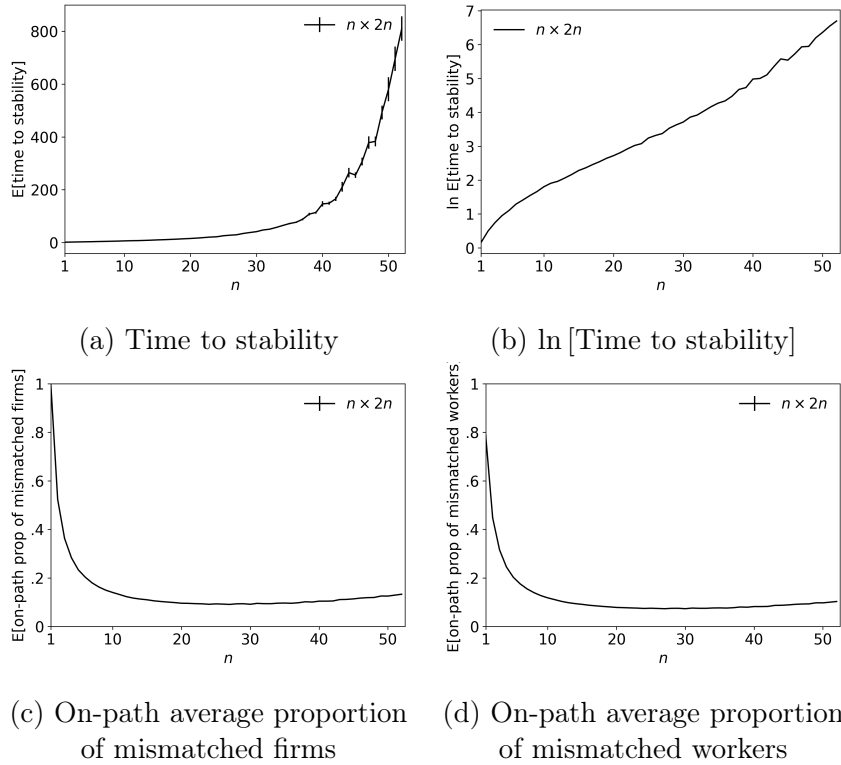 n × 2n
E[time to stability]
800
600
400
200
0
1 10 20 30 40 50
n
(a) Time to stability
n × 2n
ln E[time to stability]
7
6
5
4
3
2
1
0
1 10 20 30 40 50
n
(b) ln [Time to stability]
n × 2n
E[on-path prop of mismatched firms]
1
.8
.6
.4
.2
0
1 10 20 30 40 50
n
(c) On-path average proportion
of mismatched firms
n × 2n
E[on-path prop of mismatched workers]
1
.8
.6
.4
.2
0
1 10 20 30 40 50
n
(d) On-path average proportion
of mismatched workers